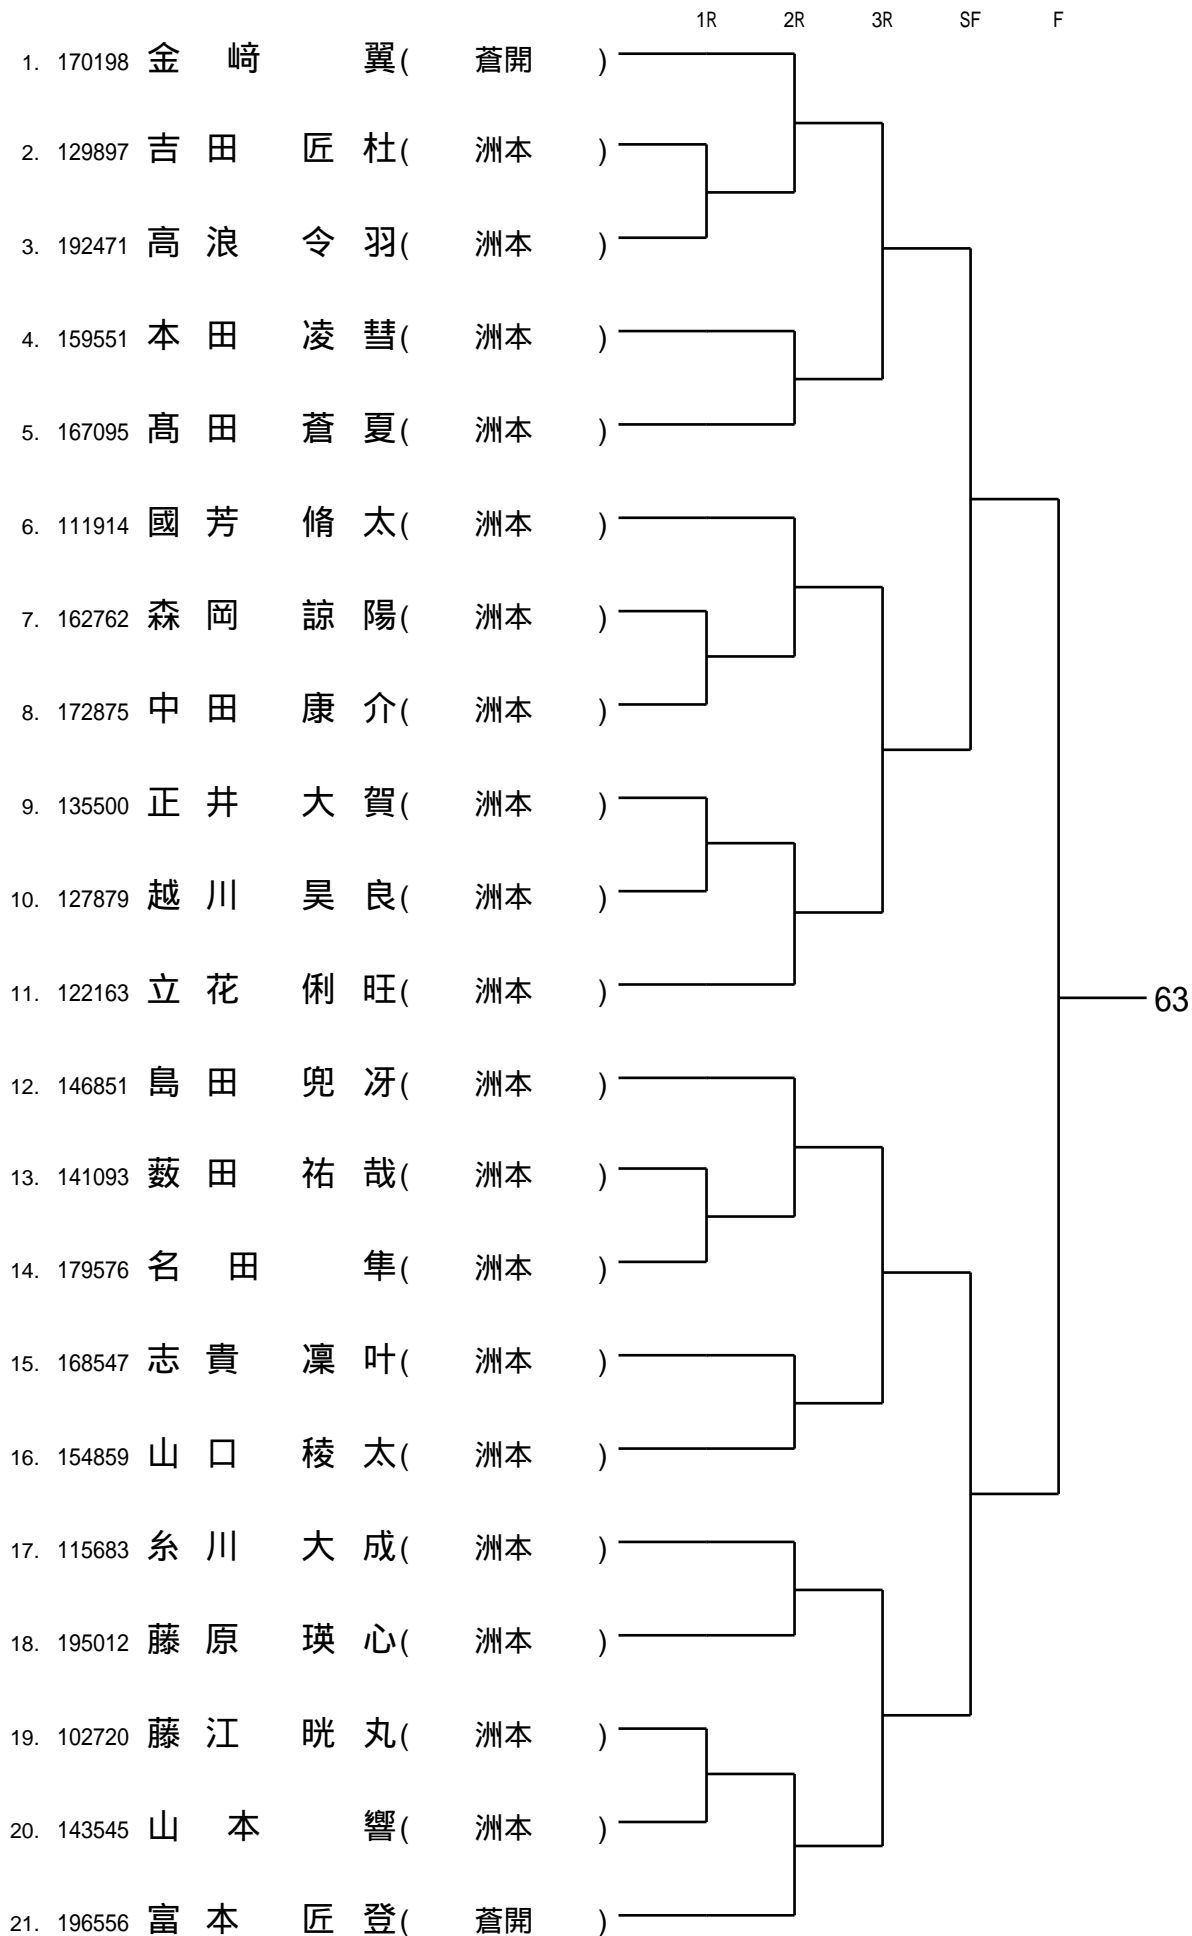 1R 2R 3R SF F
1. 170198 金 﨑 翼( 蒼開 )
2. 129897 吉 田 匠 杜( 洲本 )
3. 192471 高 浪 令 羽( 洲本 )
4. 159551 本 田 凌 彗( 洲本 )
5. 167095 髙 田 蒼 夏( 洲本 )
6. 111914 國 芳 脩 太( 洲本 )
7. 162762 森 岡 諒 陽( 洲本 )
8. 172875 中 田 康 介( 洲本 )
9. 135500 正 井 大 賀( 洲本 )
10. 127879 越 川 昊 良( 洲本 )
11. 122163 立 花 俐 旺( 洲本 )
63
12. 146851 島 田 兜 冴( 洲本 )
13. 141093 薮 田 祐 哉( 洲本 )
14. 179576 名 田 隼( 洲本 )
15. 168547 志 貴 凜 叶( 洲本 )
16. 154859 山 口 稜 太( 洲本 )
17. 115683 糸 川 大 成( 洲本 )
18. 195012 藤 原 瑛 心( 洲本 )
19. 102720 藤 江 晄 丸( 洲本 )
20. 143545 山 本 響( 洲本 )
21. 196556 富 本 匠 登( 蒼開 )